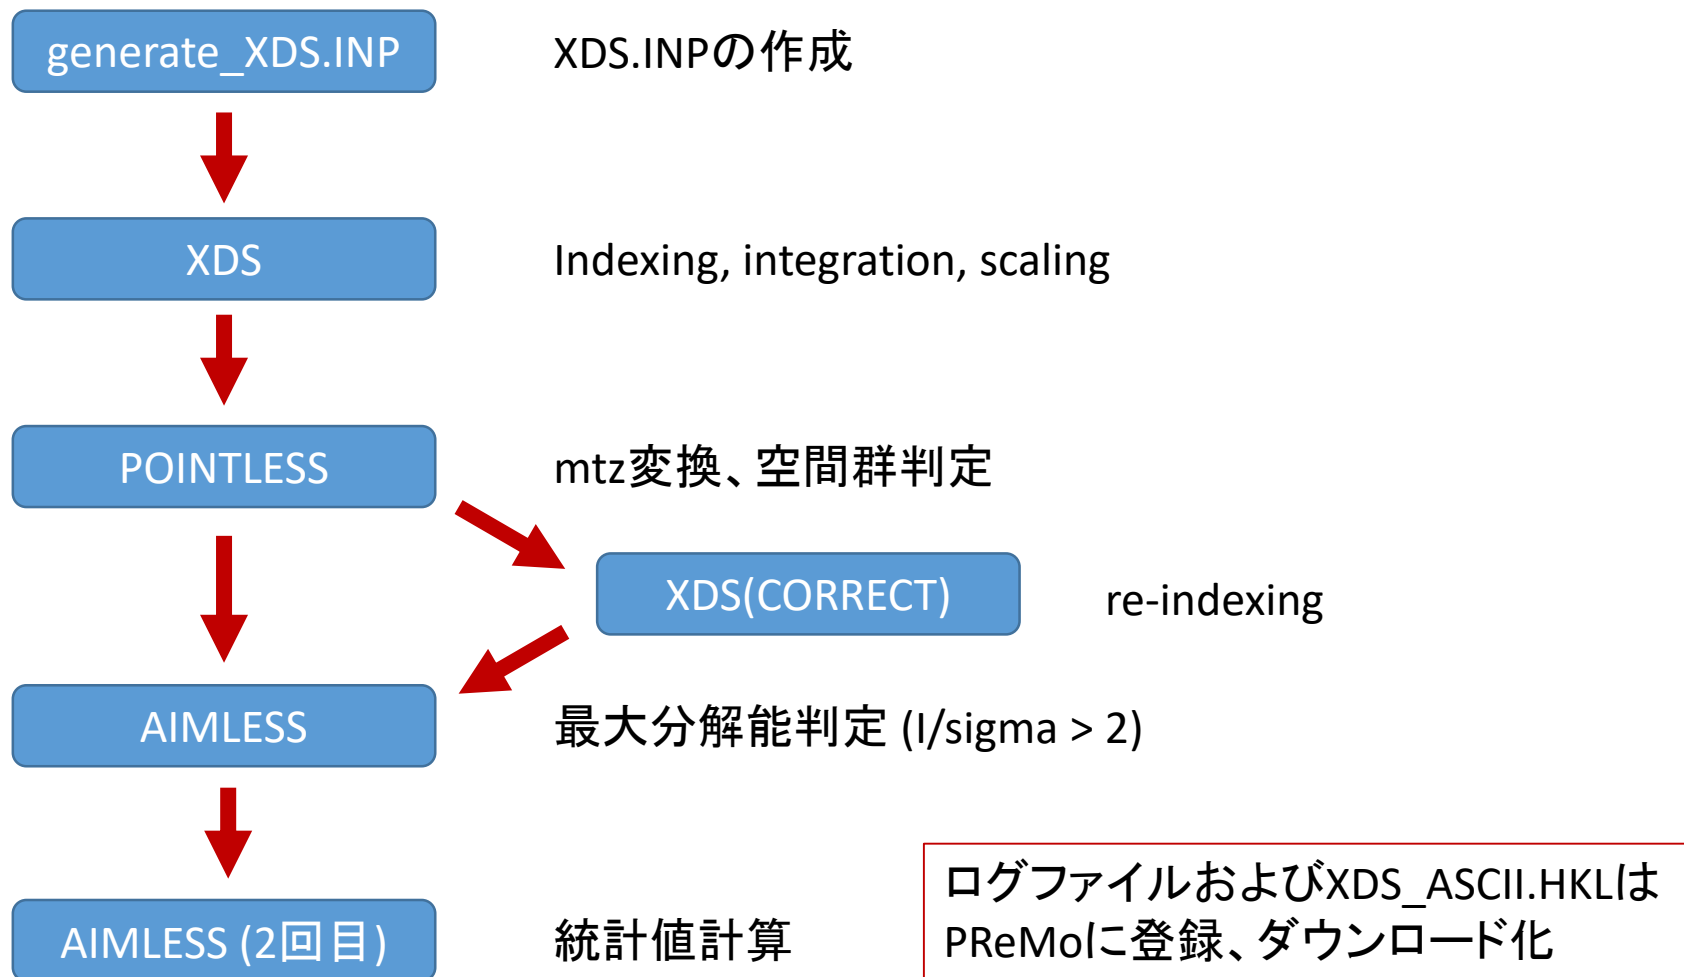 generate_XDS.INP
XDS.INPの作成
XDS
Indexing, integration, scaling
POINTLESS
mtz変換、空間群判定
XDS(CORRECT)
re-indexing
AIMLESS
最大分解能判定 (I/sigma > 2)
AIMLESS (2回目)
統計値計算
ログファイルおよびXDS_ASCII.HKLは
PReMoに登録、ダウンロード化